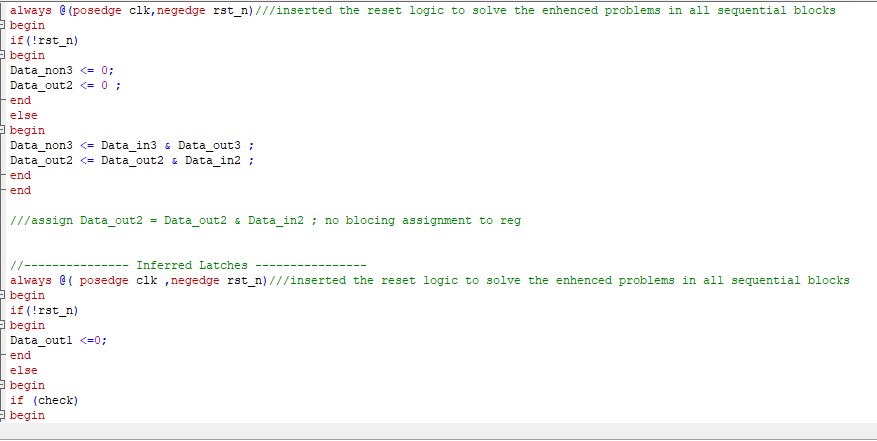 always @(posedge clk,negedge rst_n)///inserted the reset logic to solve the enhenced problems in all sequential blocks
begin
if(!rst_n)
begin
Data_non3 <= 0;
Data_out2 <= 0 ;
end
else
begin
Data_non3 <= Data_in3 & Data_out3 ;
Data_out2 <= Data_out2 & Data_in2 ;
end
end
///assign Data_out2 = Data_out2 & Data_in2 ; no blocing assignment to reg
//--------------- Inferred Latches ----------------
always @( posedge clk ,negedge rst_n)///inserted the reset logic to solve the enhenced problems in all sequential blocks
begin
if(!rst_n)
begin
Data_out1 <=0;
end
else
begin
if (check)
begin